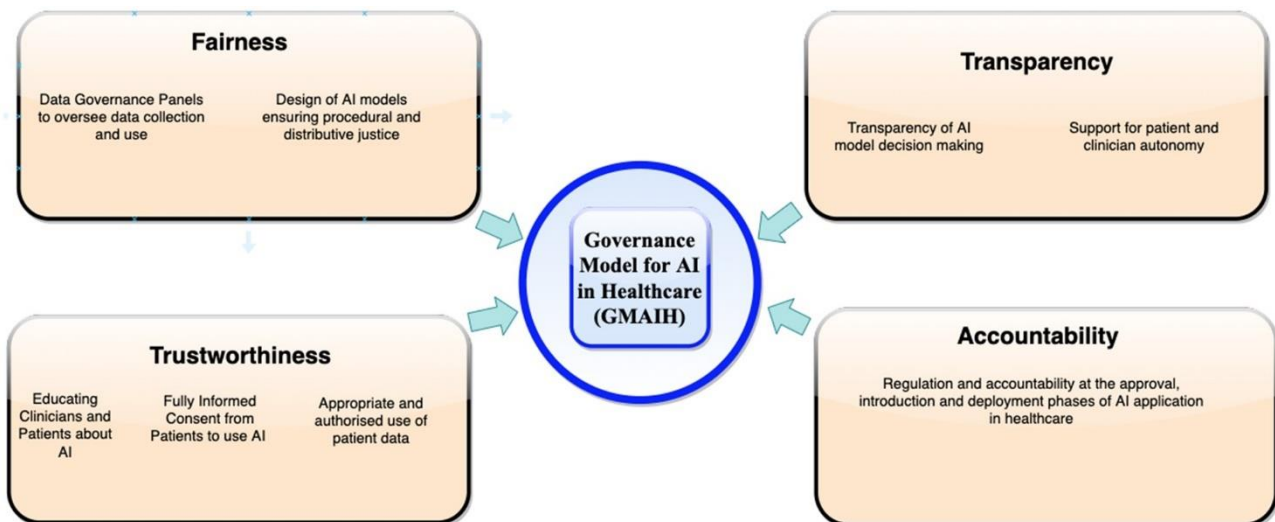 Fairness
Data Governance Panels
to oversee data collection
and use
Design of AI models
ensuring procedural and
distributive justice
Transparency
Transparency of AI
model decision making
Support for patient and
clinician autonomy
Governance
Model for AI
in Healthcare
(GMAIH)
Trustworthiness
Educating
Clinicians and
Patients about
AI
Fully Informed
Consent from
Patients to use AI
Appropriate and
authorised use of
patient data
Accountability
Regulation and accountability at the approval,
introduction and deployment phases of AI application
in healthcare